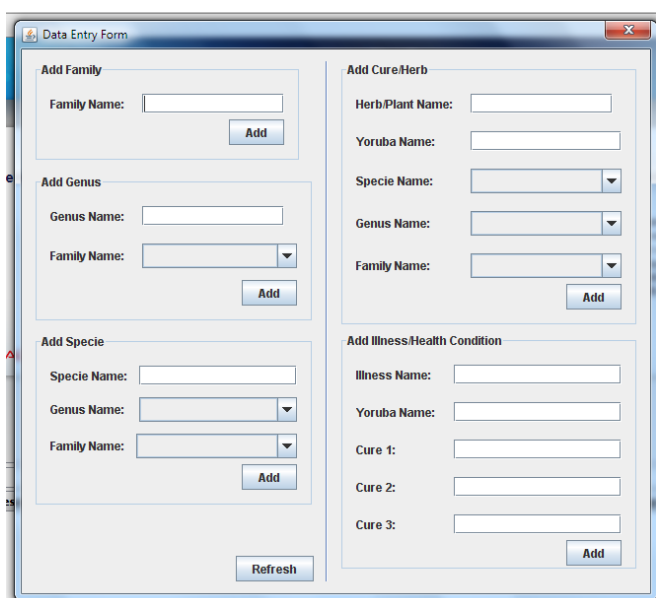 Data Entry Form
Add Family
Family Name:
Add
Add Genus
Genus Name:
Family Name:
Add
Add Specie
Specie Name:
Genus Name:
Family Name:
Add
Refresh
Add Cure/Herb
Herb/Plant Name:
Yoruba Name:
Specie Name:
Genus Name:
Family Name:
Add
Add Illness/Health Condition
Illness Name:
Yoruba Name:
Cure 1:
Cure 2:
Cure 3:
Add